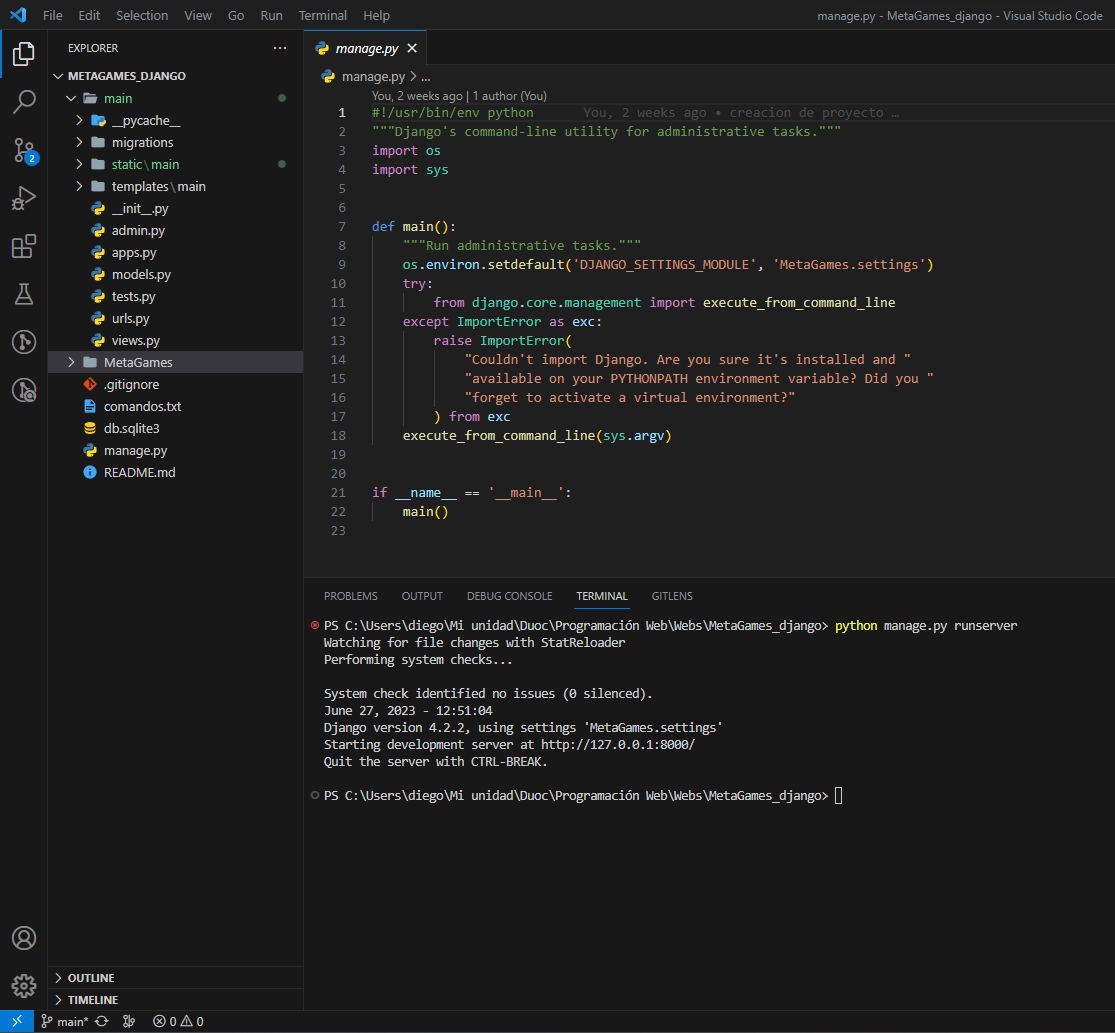 File Edit Selection View Go Run Terminal Help
manage.py - MetaGames_django - Visual Studio Code
EXPLORER
METAGAMES_DJANGO
main
__pycache__
migrations
static\main
templates\main
__init__.py
admin.py
apps.py
models.py
tests.py
urls.py
views.py
MetaGames
.gitignore
comandos.txt
db.sqlite3
manage.py
README.md
OUTLINE
TIMELINE
2
manage.py
manage.py > ...
You, 2 weeks ago | 1 author (You)
1 #!/usr/bin/env python You, 2 weeks ago • creacion de proyecto …
2 """Django's command-line utility for administrative tasks."""
3 import os
4 import sys
5
6
7 def main():
8 """Run administrative tasks."""
9 os.environ.setdefault('DJANGO_SETTINGS_MODULE', 'MetaGames.settings')
10 try:
11 from django.core.management import execute_from_command_line
12 except ImportError as exc:
13 raise ImportError(
14 "Couldn't import Django. Are you sure it's installed and "
15 "available on your PYTHONPATH environment variable? Did you "
16 "forget to activate a virtual environment?"
17 ) from exc
18 execute_from_command_line(sys.argv)
19
20
21 if __name__ == '__main__':
22 main()
23
PROBLEMS OUTPUT DEBUG CONSOLE TERMINAL GITLENS
PS C:\Users\diego\Mi unidad\Duoc\Programación Web\Webs\MetaGames_django> python manage.py runserver
Watching for file changes with StatReloader
Performing system checks...
System check identified no issues (0 silenced).
June 27, 2023 - 12:51:04
Django version 4.2.2, using settings 'MetaGames.settings'
Starting development server at http://127.0.0.1:8000/
Quit the server with CTRL-BREAK.
PS C:\Users\diego\Mi unidad\Duoc\Programación Web\Webs\MetaGames_django>
main* 0 0